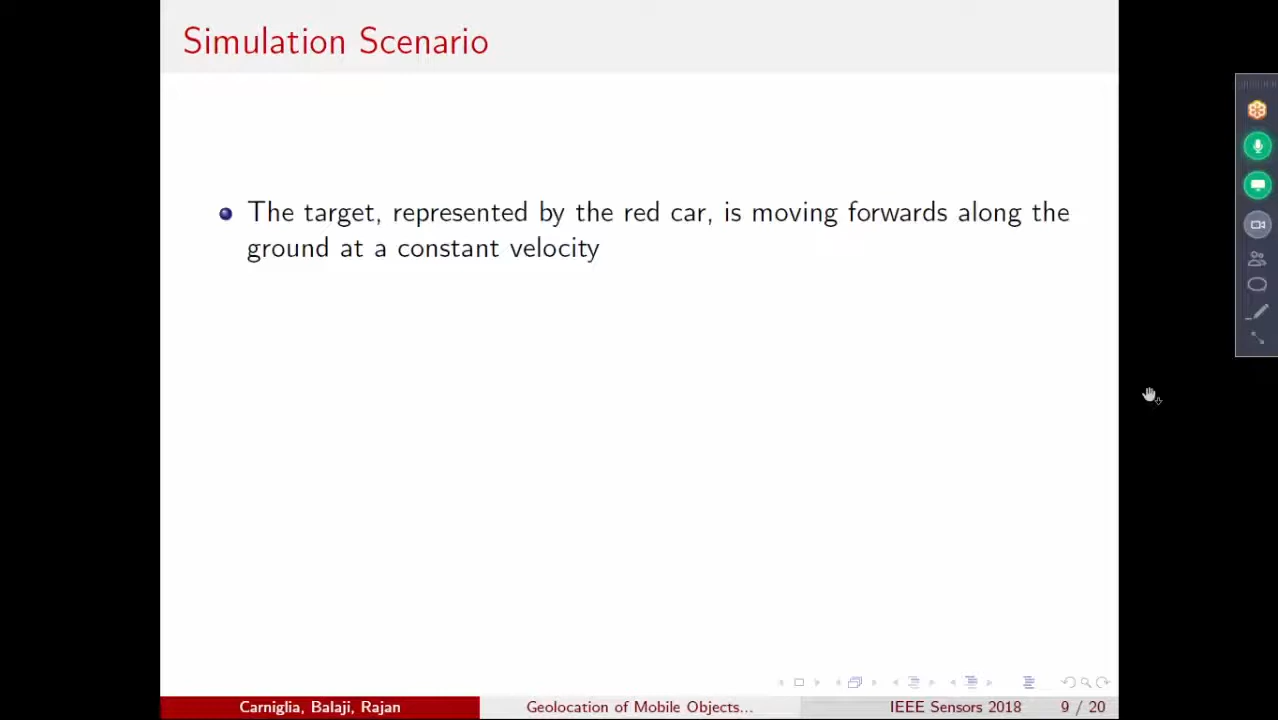 Simulation Scenario
The target, represented by the red car, is moving forwards along the
ground at a constant velocity
Carniglia, Balaji, Rajan
Geolocation of Mobile Objects...
IEEE Sensors 2018
9 / 20